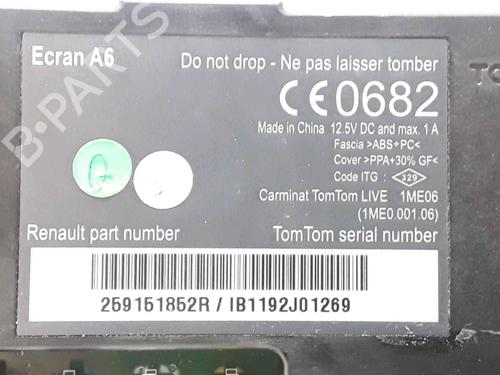 Ecran A6
Do not drop - Ne pas laisser tomber
CE0682
Made in China 12.5V DC and max. 1 A
Fascia >ABS+PC<
Cover >PPA+30% GF<
Code ITG : 329
Carminat TomTom LIVE 1ME06
(1ME0.001.06)
Renault part number
TomTom serial number
259151852R / IB1192J01269
G
B-PARTS